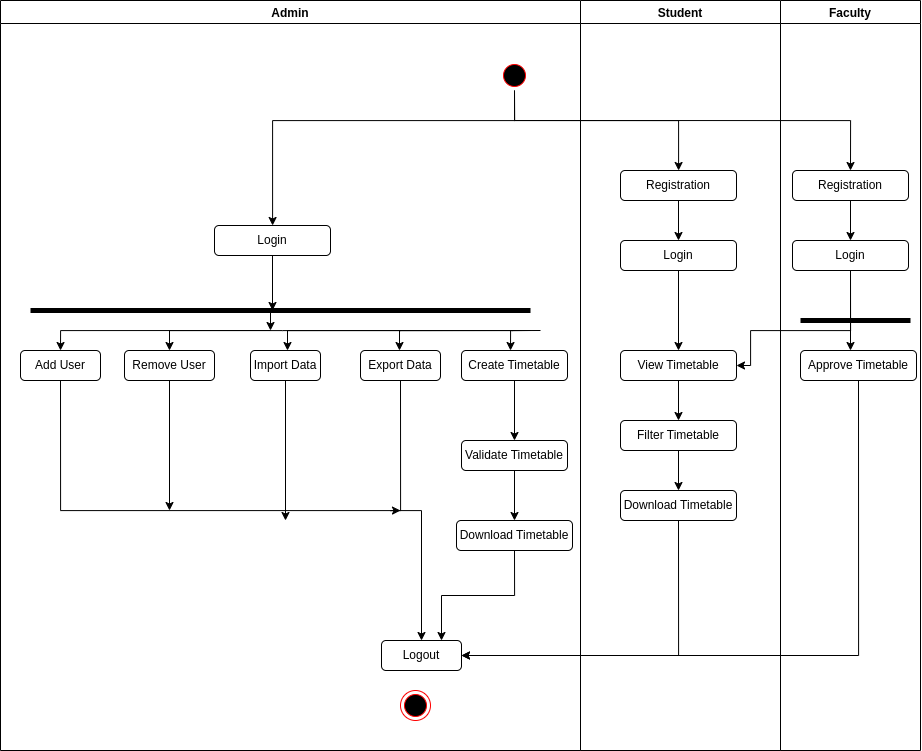 Admin
Student
Faculty
Registration
Registration
Login
Login
Login
Add User
Remove User
Import Data
Export Data
Create Timetable
View Timetable
Approve Timetable
Filter Timetable
Validate Timetable
Download Timetable
Download Timetable
Logout